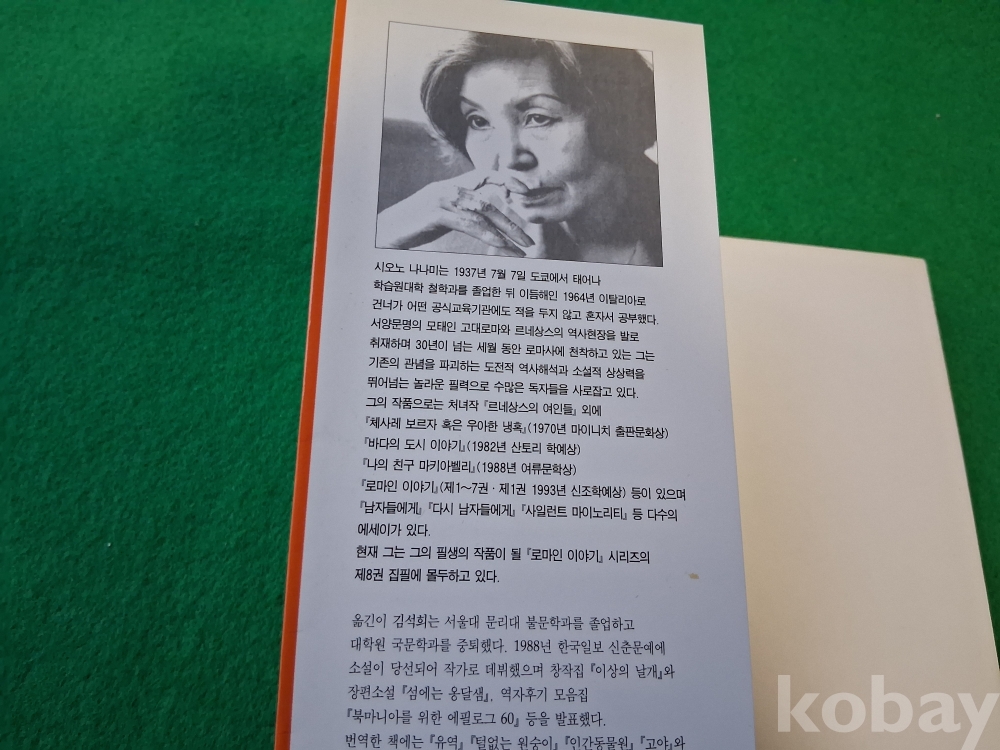 시오노 나나미는 1937년 7월 7일 도쿄에서 태어나
학습원대학 철학과를 졸업한 뒤 이듬해인 1964년 이탈리아로
건너가 어떤 공식교육기관에도 적을 두지 않고 혼자서 공부했다.
서양문명의 모태인 고대로마와 르네상스의 역사현장을 발로
취재하며 30년이 넘는 세월 동안 로마사에 천착하고 있는 그는
기존의 관념을 파괴하는 도전적 역사해석과 소설적 상상력을
뛰어넘는 놀라운 필력으로 수많은 독자들을 사로잡고 있다.
그의 작품으로는 처녀작 『르네상스의 여인들』 외에
『체사레 보르자 혹은 우아한 냉혹』(1970년 마이니치 출판문화상)
『바다의 도시 이야기』(1982년 산토리 학예상)
『나의 친구 마키아벨리』(1988년 여류문학상)
『로마인 이야기』(제1～7권·제1권 1993년 신조학예상) 등이 있으며
『남자들에게』 『다시 남자들에게』 『사일런트 마이노리티』 등 다수의
에세이가 있다.
현재 그는 그의 필생의 작품이 될 『로마인 이야기』 시리즈의
제8권 집필에 몰두하고 있다.
옮긴이 김석희는 서울대 문리대 불문학과를 졸업하고
대학원 국문학과를 중퇴했다. 1988년 한국일보 신춘문예에
소설이 당선되어 작가로 데뷔했으며 창작집 『이상의 날개』와
장편소설 『섬에는 옹달샘』, 역자후기 모음집
『북마니아를 위한 에필로그 60』 등을 발표했다.
번역한 책에는 『유역』 『털없는 원숭이』 『인간동물원』 『고야』와
kobay